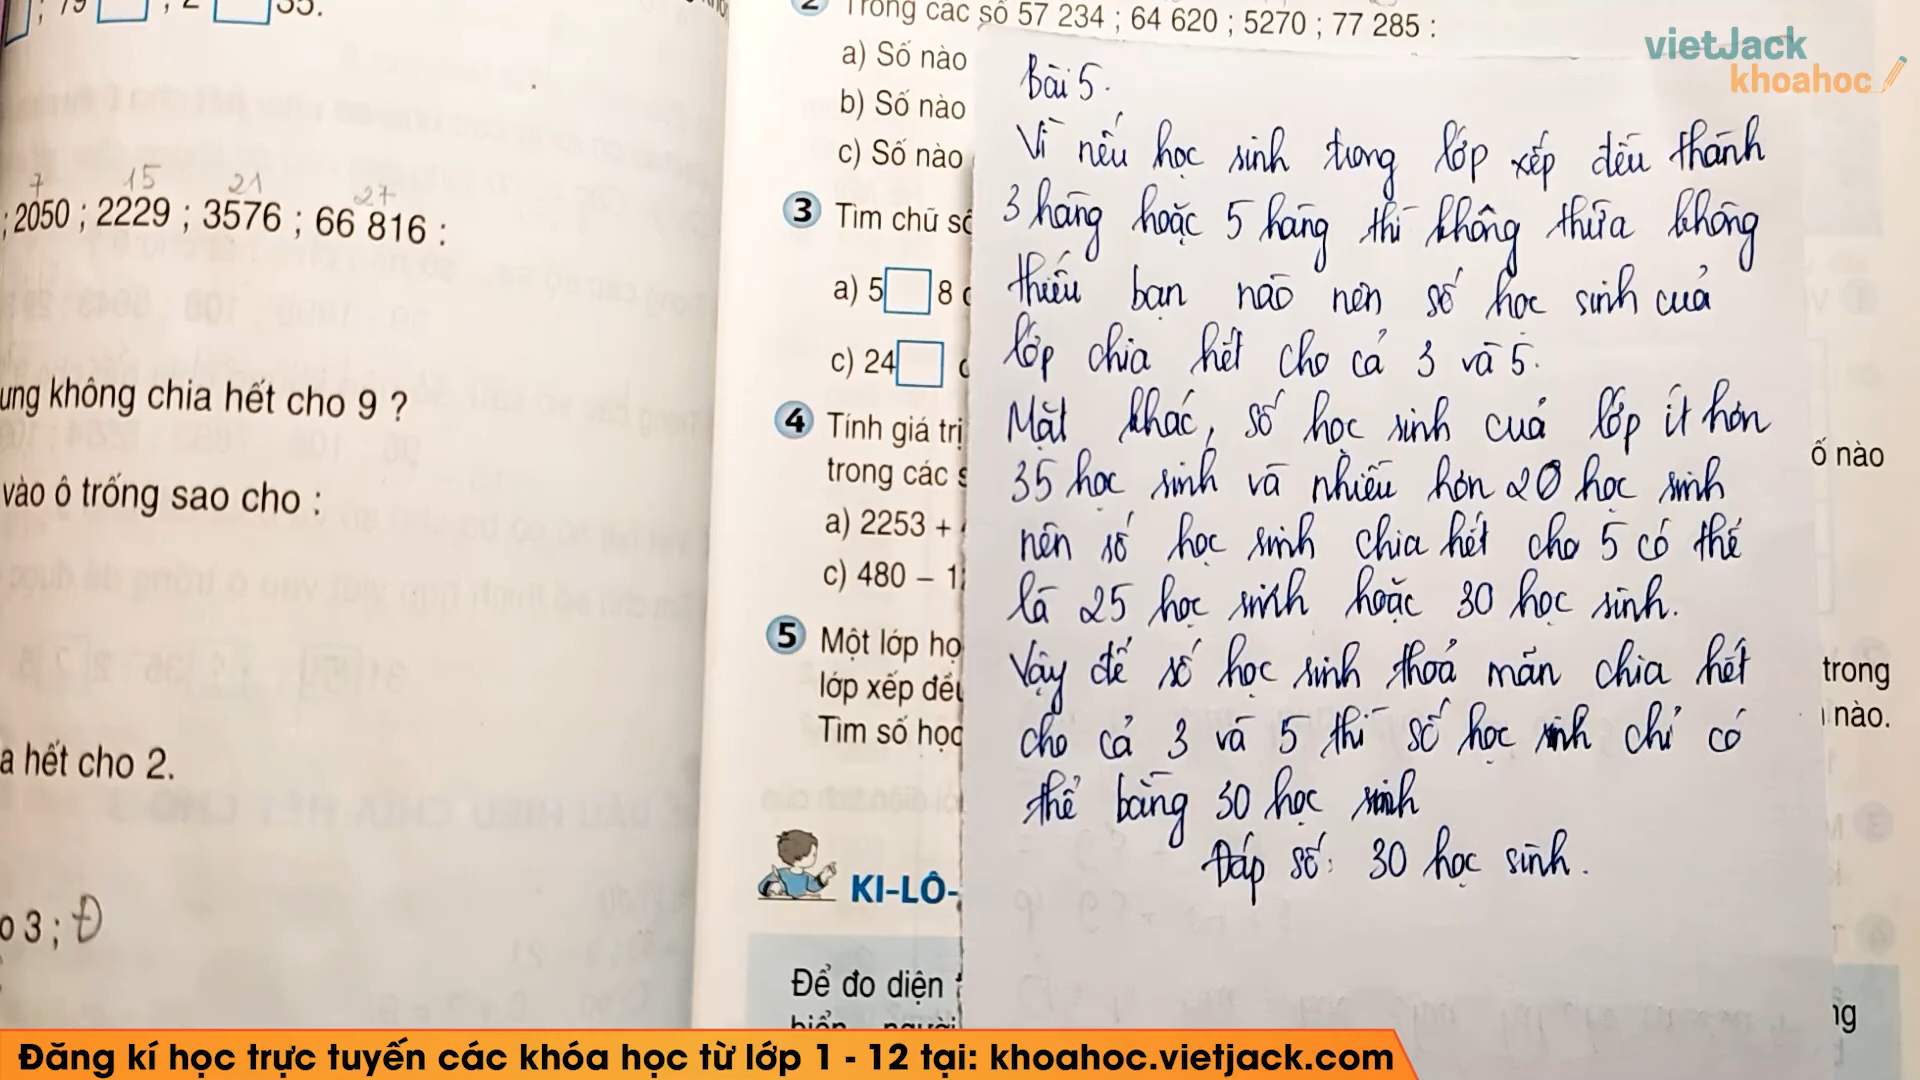 35.
7 15 21 27
; 2050 ; 2229 ; 3576 ; 66 816 :
ưng không chia hết cho 9 ?
vào ô trống sao cho :
a hết cho 2.
o 3 ; Đ
2 Trong các số 57 234 ; 64 620 ; 5270 ; 77 285 :
a) Số nào
b) Số nào
c) Số nào
3 Tìm chữ số
a) 5 8
c) 24
4 Tính giá trị
trong các s
a) 2253 +
c) 480 – 1
ố nào
5 Một lớp họ
lớp xếp đều
Tìm số học
trong
nào.
KI-LÔ-
Để đo diện
ng
Bài 5.
Vì nếu học sinh trong lớp xếp đều thành
3 hàng hoặc 5 hàng thì không thừa không
thiếu bạn nào nên số học sinh của
lớp chia hết cho cả 3 và 5.
Mặt khác, số học sinh của lớp ít hơn
35 học sinh và nhiều hơn 20 học sinh
nên số học sinh chia hết cho 5 có thể
là 25 học sinh hoặc 30 học sinh.
Vậy để số học sinh thoả mãn chia hết
cho cả 3 và 5 thì số học sinh chỉ có
thể bằng 30 học sinh
Đáp số: 30 học sinh.
vietJack
khoahoc
Đăng kí học trực tuyến các khóa học từ lớp 1 - 12 tại: khoahoc.vietjack.com